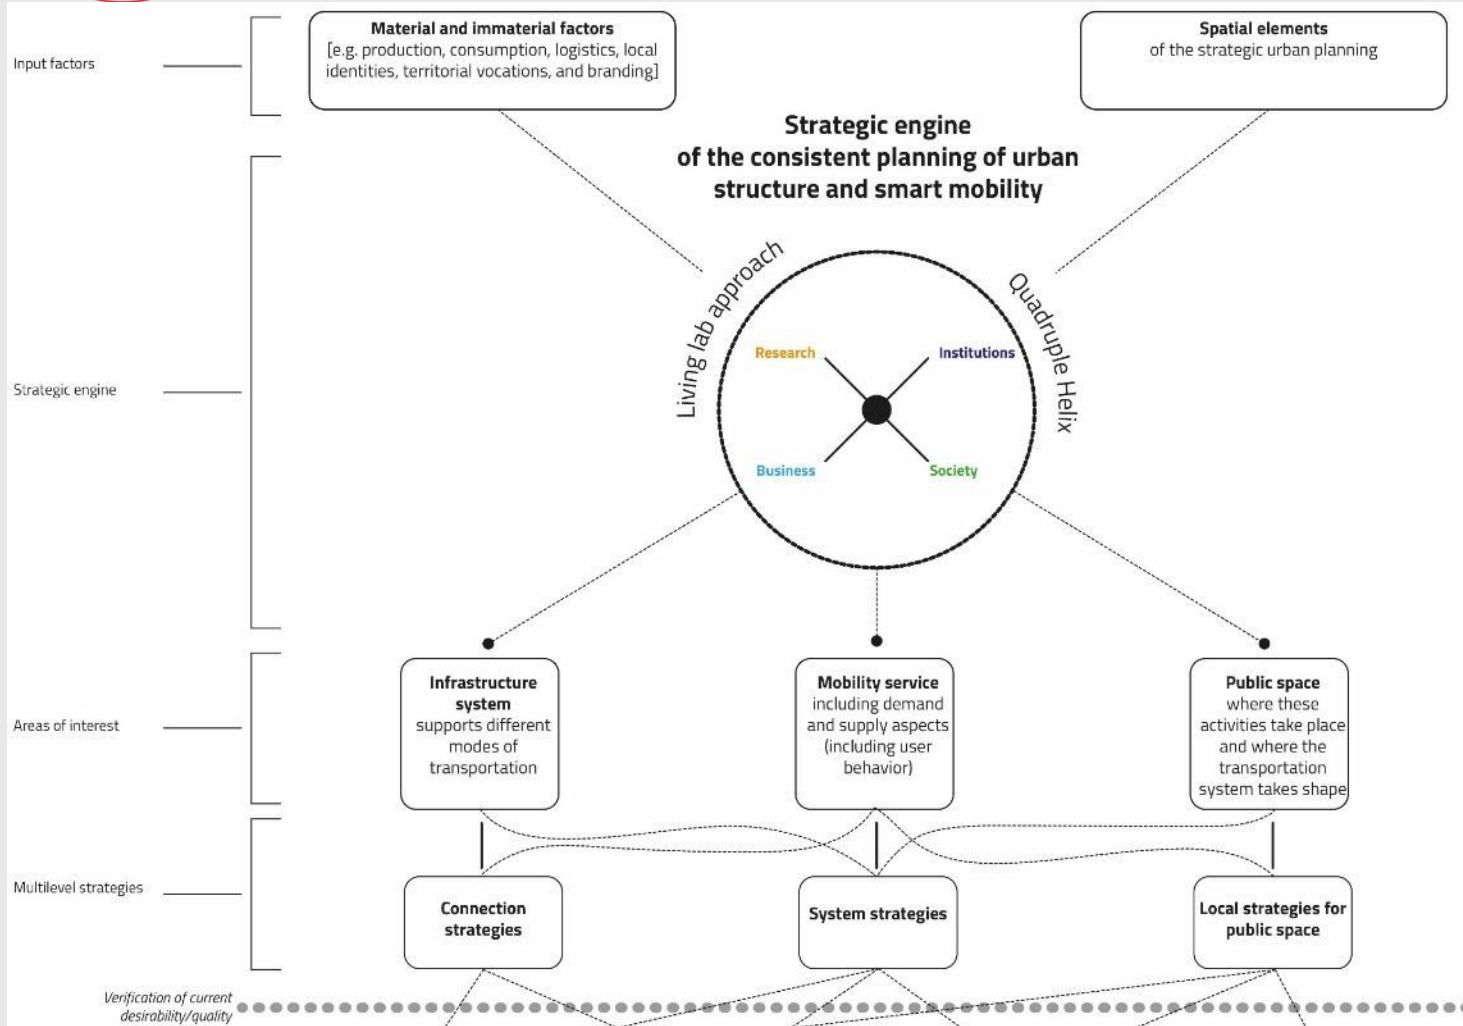 Input factors
Material and immaterial factors
[e.g. production, consumption, logistics, local
identities, territorial vocations, and branding]
Spatial elements
of the strategic urban planning
Strategic engine
of the consistent planning of urban
structure and smart mobility
Living lab approach
Quadruple Helix
Research
Institutions
Strategic engine
Business
Society
Areas of interest
Infrastructure
system
supports different
modes of
transportation
Mobility service
including demand
and supply aspects
(including user
behavior)
Public space
where these
activities take place
and where the
transportation
system takes shape
Multilevel strategies
Connection
strategies
System strategies
Local strategies for
public space
Verification of current
desirability/quality